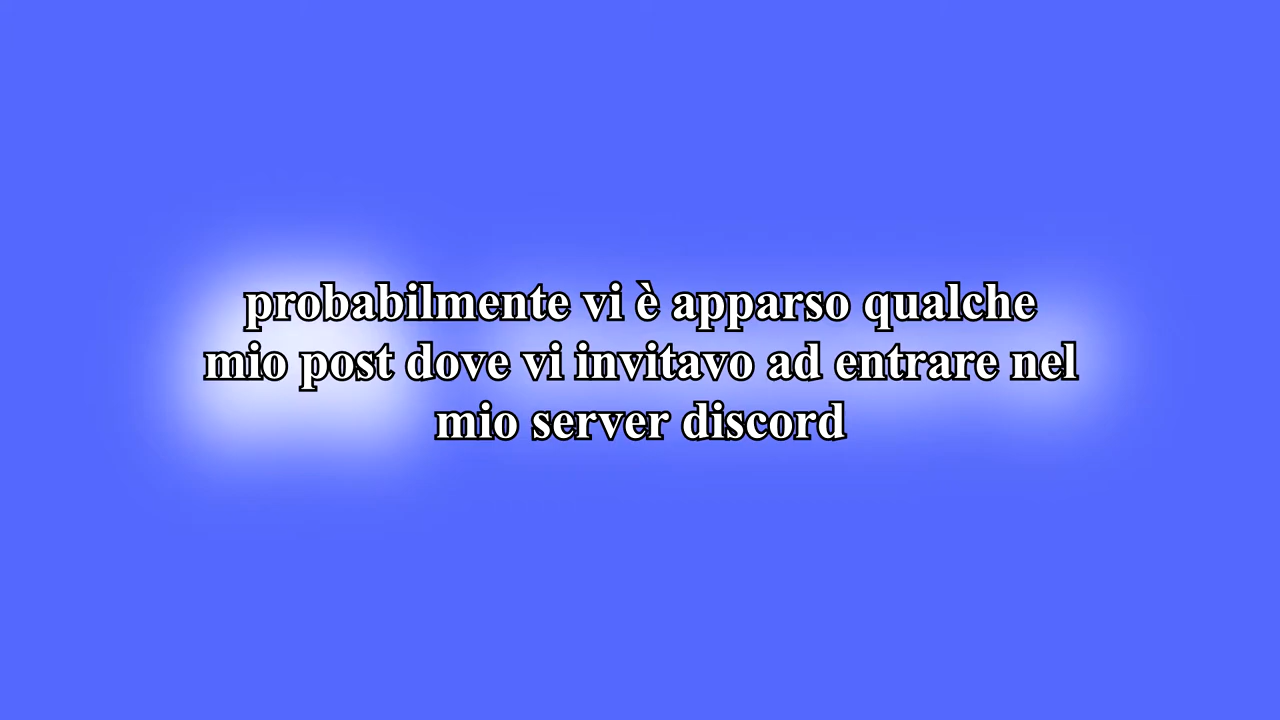 probabilmente vi è apparso qualche
mio post dove vi invitavo ad entrare nel
mio server discord